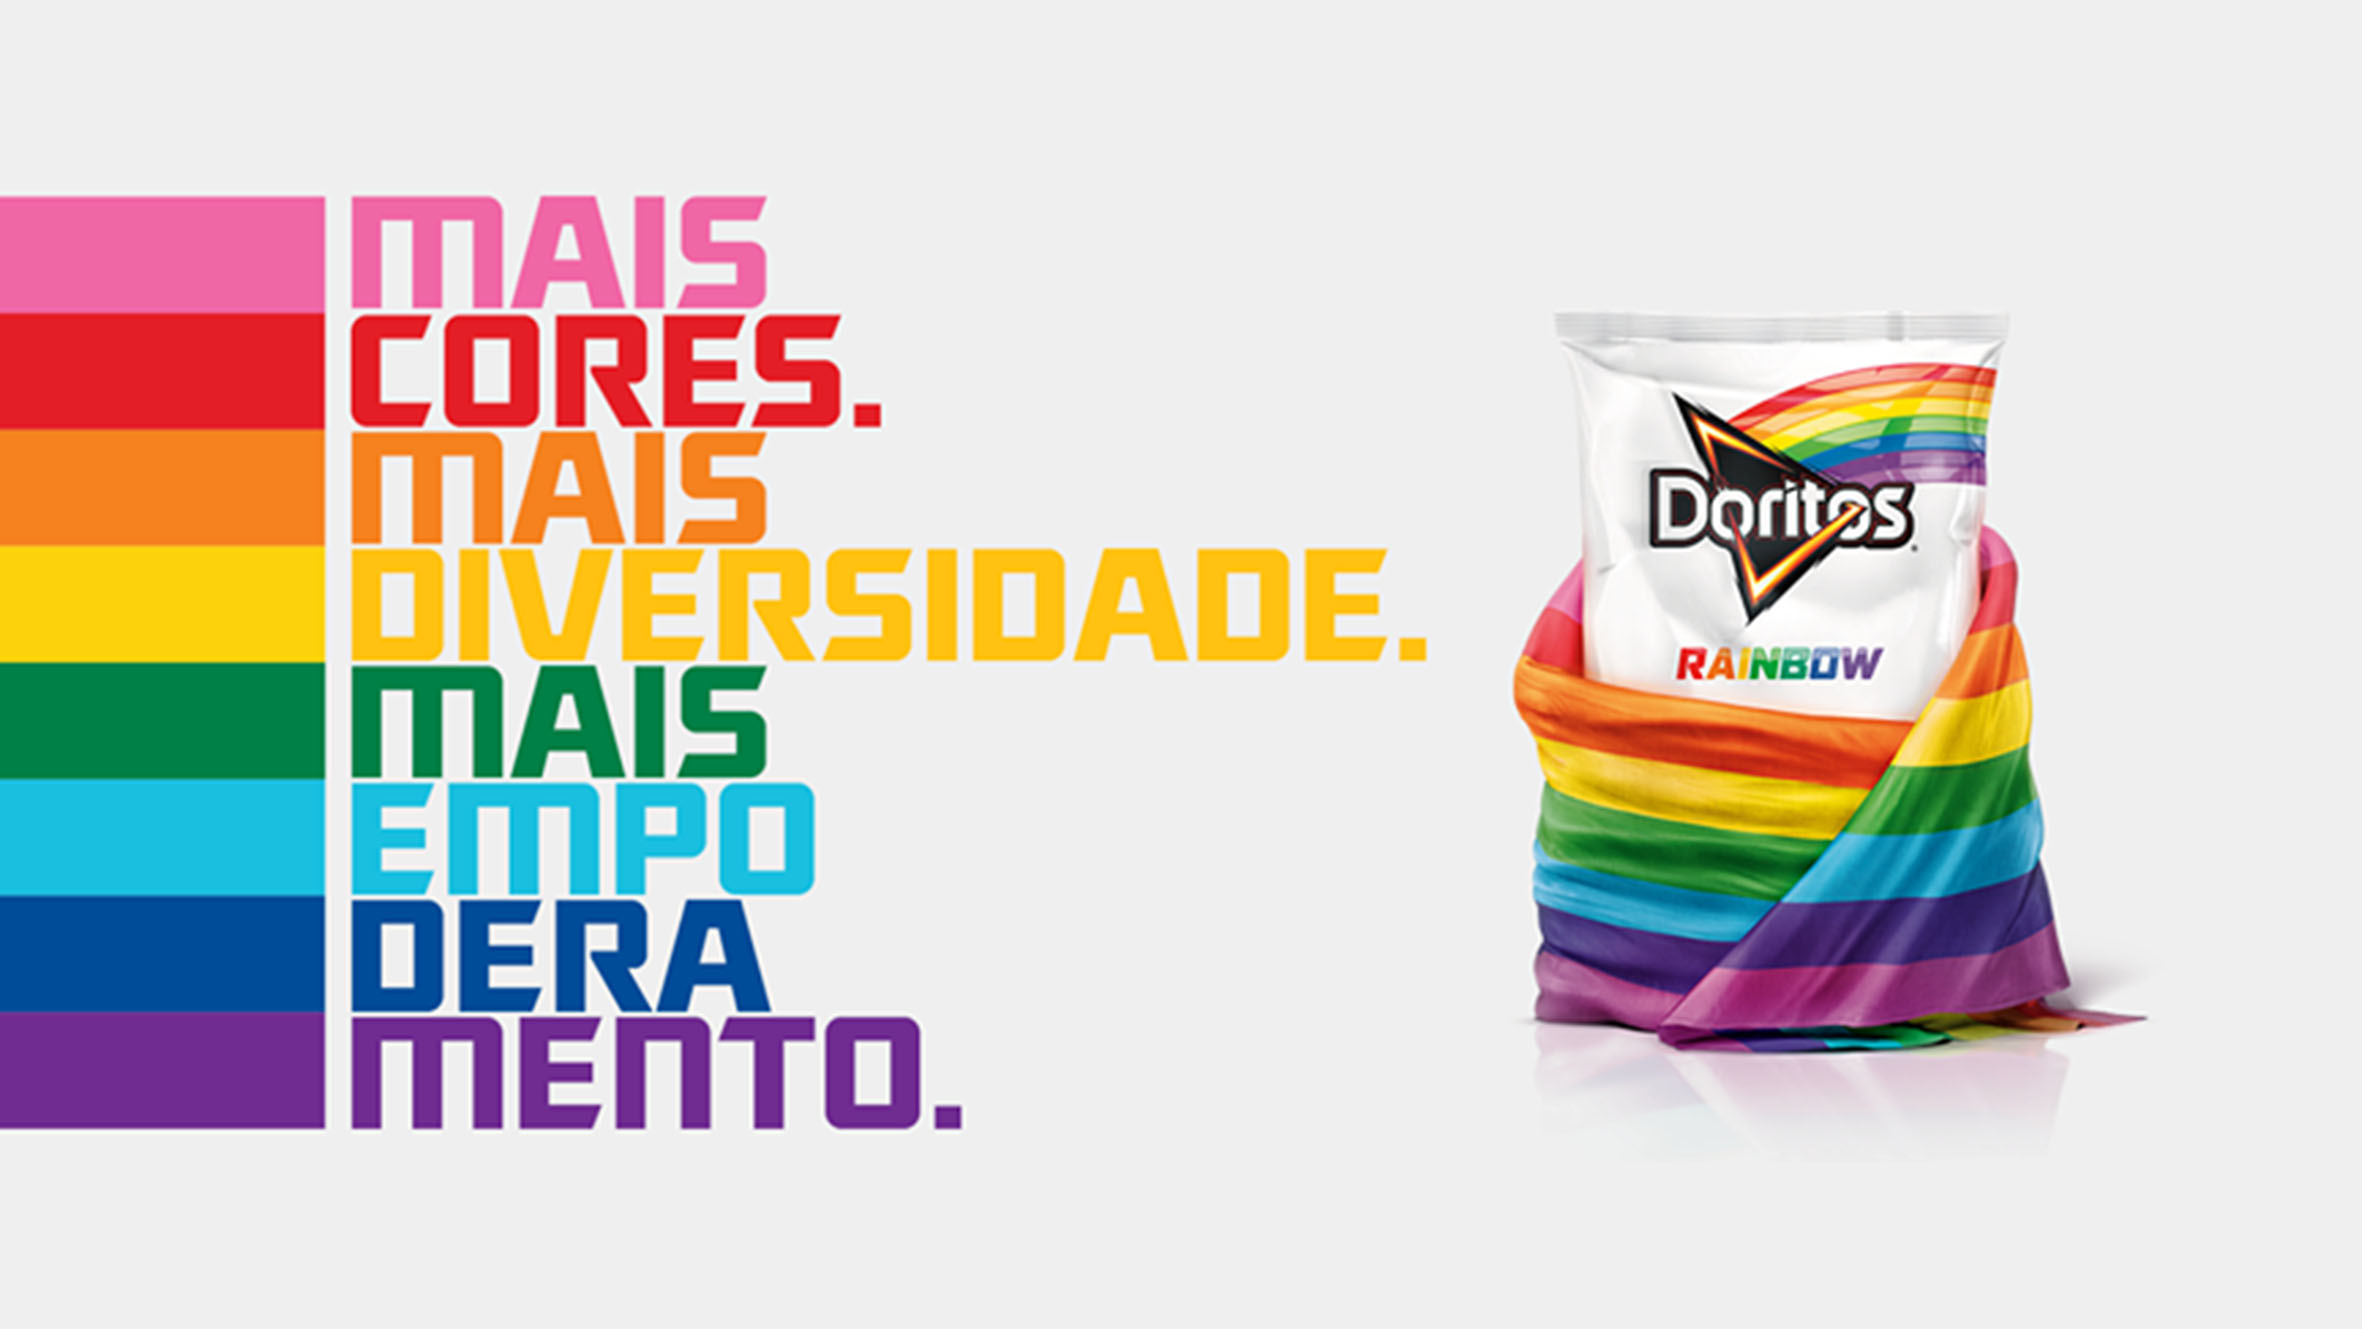 MAIS
CORES.
MAIS
DIVERSIDADE.
MAIS
EMPO
DERA
MENTO.
Doritos
RAINBOW